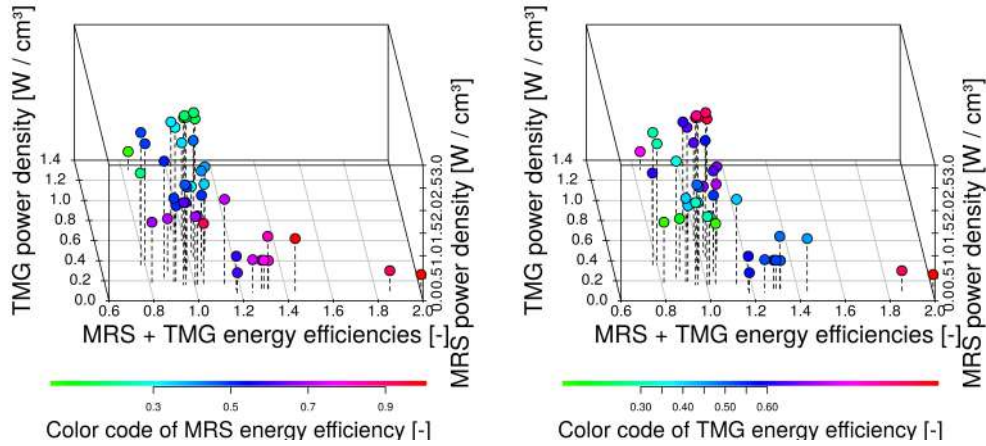 TMG power density [W / cm³]
1.4
1.2
1.0
0.8
0.6
0.4
0.2
0.0
0.6 0.8 1.0 1.2 1.4 1.6 1.8 2.0
MRS + TMG energy efficiencies [-]
0.0 0.5 1.0 1.5 2.0 2.5 3.0
MRS power density [W / cm³]
0.3 0.5 0.7 0.9
Color code of MRS energy efficiency [-]
TMG power density [W / cm³]
1.4
1.2
1.0
0.8
0.6
0.4
0.2
0.0
0.6 0.8 1.0 1.2 1.4 1.6 1.8 2.0
MRS + TMG energy efficiencies [-]
0.0 0.5 1.0 1.5 2.0 2.5 3.0
MRS power density [W / cm³]
0.30 0.40 0.50 0.60
Color code of TMG energy efficiency [-]